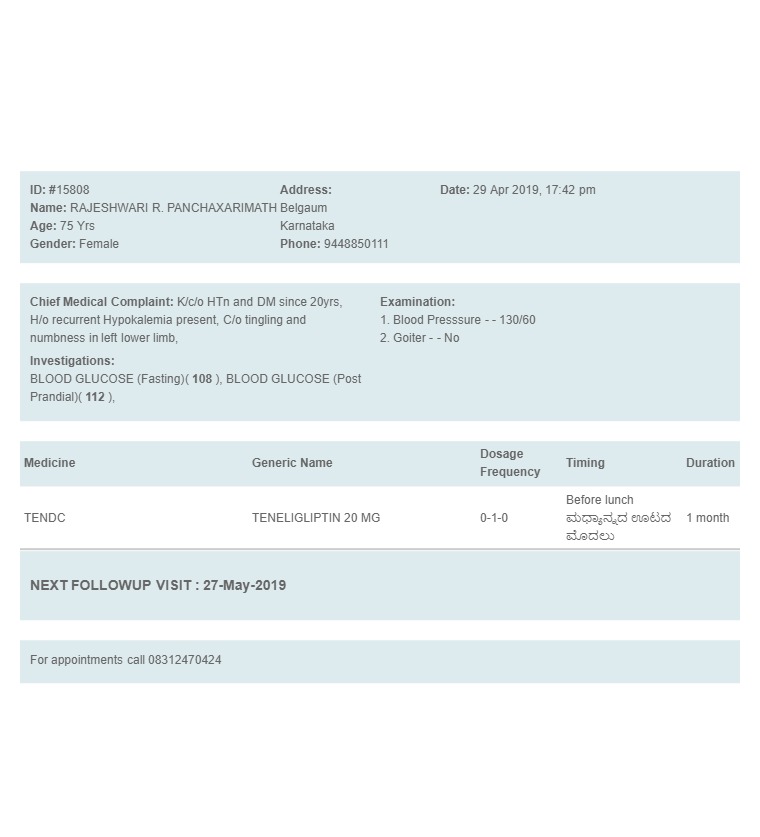 ID: #15808
Name: RAJESHWARI R. PANCHAXARIMATH
Age: 75 Yrs
Gender: Female
Address:
Belgaum
Karnataka
Phone: 9448850111
Date: 29 Apr 2019, 17:42 pm
Chief Medical Complaint: K/c/o HTn and DM since 20yrs,
H/o recurrent Hypokalemia present, C/o tingling and
numbness in left lower limb,
Investigations:
BLOOD GLUCOSE (Fasting)( 108 ), BLOOD GLUCOSE (Post
Prandial)( 112 ),
Examination:
1. Blood Presssure - - 130/60
2. Goiter - - No
Medicine Generic Name Dosage Frequency Timing Duration
TENDC TENELIGLIPTIN 20 MG 0-1-0 Before lunch
ಮಧ್ಯಾನ್ನದ ಊಟದ
ಮೊದಲು
1 month
NEXT FOLLOWUP VISIT : 27-May-2019
For appointments call 08312470424